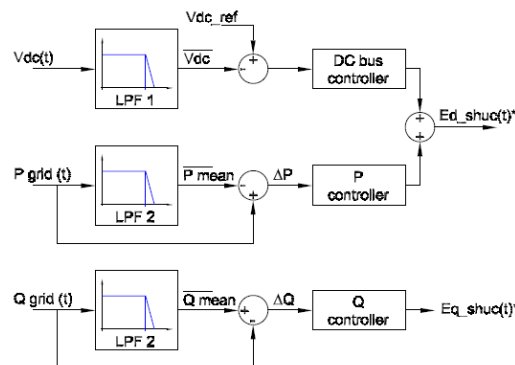 Vdc_ref
Vdc(t)
Vdc
-
+
LPF 1
DC bus
controller
+
+
Ed_shuc(t)*
P grid (t)
P mean
-
+
ΔP
LPF 2
P
controller
Q grid (t)
Q mean
+
-
ΔQ
LPF 2
Q
controller
Eq_shuc(t)*